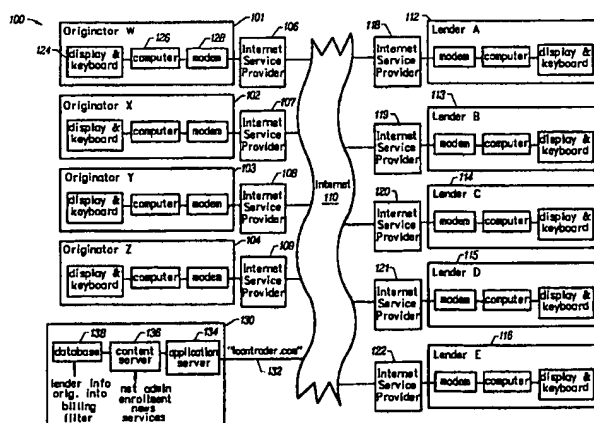 100
Originator W
101
124
126
128
display &
keyboard
computer
modem
106
Internet
Service
Provider
102
Originator X
display &
keyboard
computer
modem
107
Internet
Service
Provider
103
Originator Y
display &
keyboard
computer
modem
108
Internet
Service
Provider
104
Originator Z
display &
keyboard
computer
modem
109
Internet
Service
Provider
130
138
136
134
database
content
server
application
server
"loantrader.com"
132
lender info
orig. into
billing
filter
net admin
enrollment
news
services
Internet
110
118
Internet
Service
Provider
112
Lender A
modem
computer
display &
keyboard
119
Internet
Service
Provider
113
Lender B
modem
computer
display &
keyboard
120
Internet
Service
Provider
114
Lender C
modem
computer
display &
keyboard
121
Internet
Service
Provider
115
Lender D
modem
computer
display &
keyboard
122
Internet
Service
Provider
116
Lender E
modem
computer
display &
keyboard